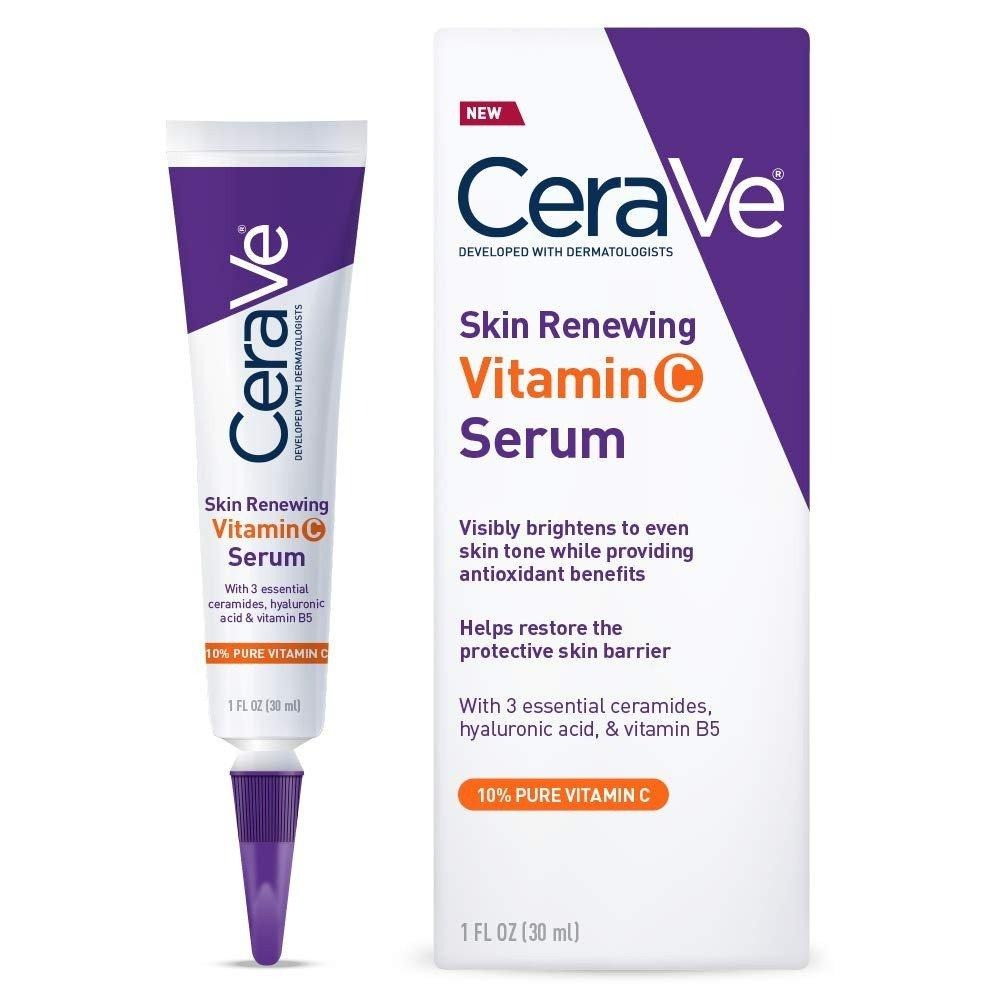 CeraVe®
DEVELOPED WITH DERMATOLOGISTS
Skin Renewing
Vitamin C
Serum
With 3 essential
ceramides, hyaluronic
acid & vitamin B5
10% PURE VITAMIN C
1 FL OZ (30 ml)
NEW
CeraVe®
DEVELOPED WITH DERMATOLOGISTS
Skin Renewing
Vitamin C
Serum
Visibly brightens to even
skin tone while providing
antioxidant benefits
Helps restore the
protective skin barrier
With 3 essential ceramides,
hyaluronic acid, & vitamin B5
10% PURE VITAMIN C
1 FL OZ (30 ml)